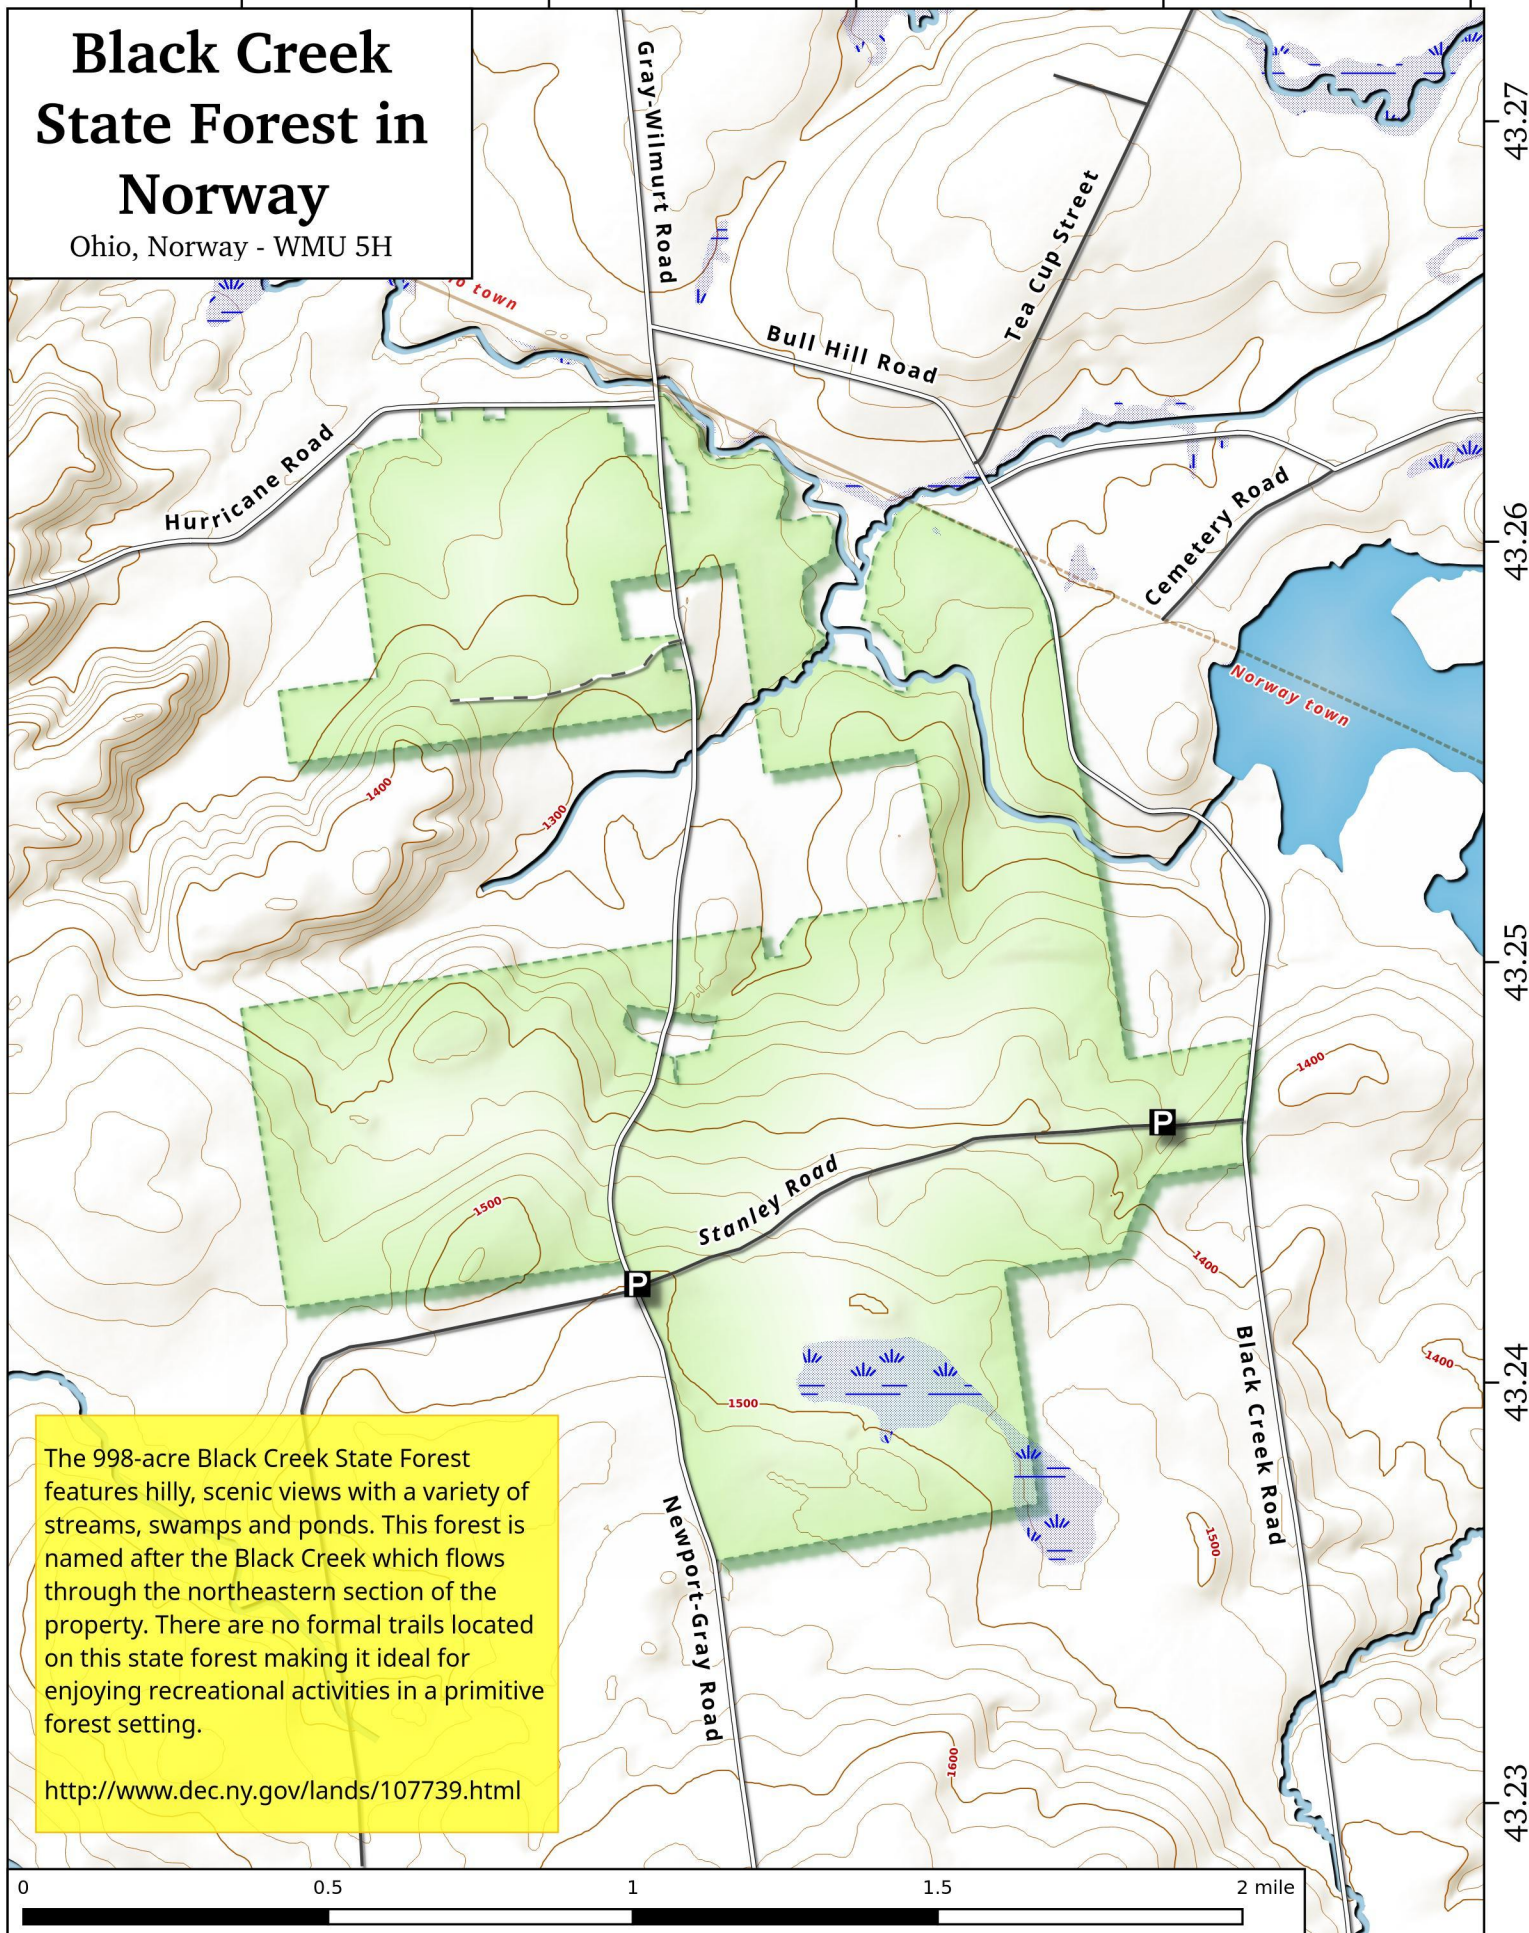 Black Creek
State Forest in
Norway
Ohio, Norway - WMU 5H
Gray-Wilmurt Road
Tea Cup Street
43.27
town
Bull Hill Road
Hurricane Road
Cemetery Road
43.26
Norway town
1400
1300
43.25
1400
P
1500
Stanley Road
1400
P
Black Creek Road
1400
43.24
1500
The 998-acre Black Creek State Forest
features hilly, scenic views with a variety of
streams, swamps and ponds. This forest is
named after the Black Creek which flows
through the northeastern section of the
property. There are no formal trails located
on this state forest making it ideal for
enjoying recreational activities in a primitive
forest setting.
http://www.dec.ny.gov/lands/107739.html
Newport-Gray Road
1500
1600
43.23
0 0.5 1 1.5 2 mile